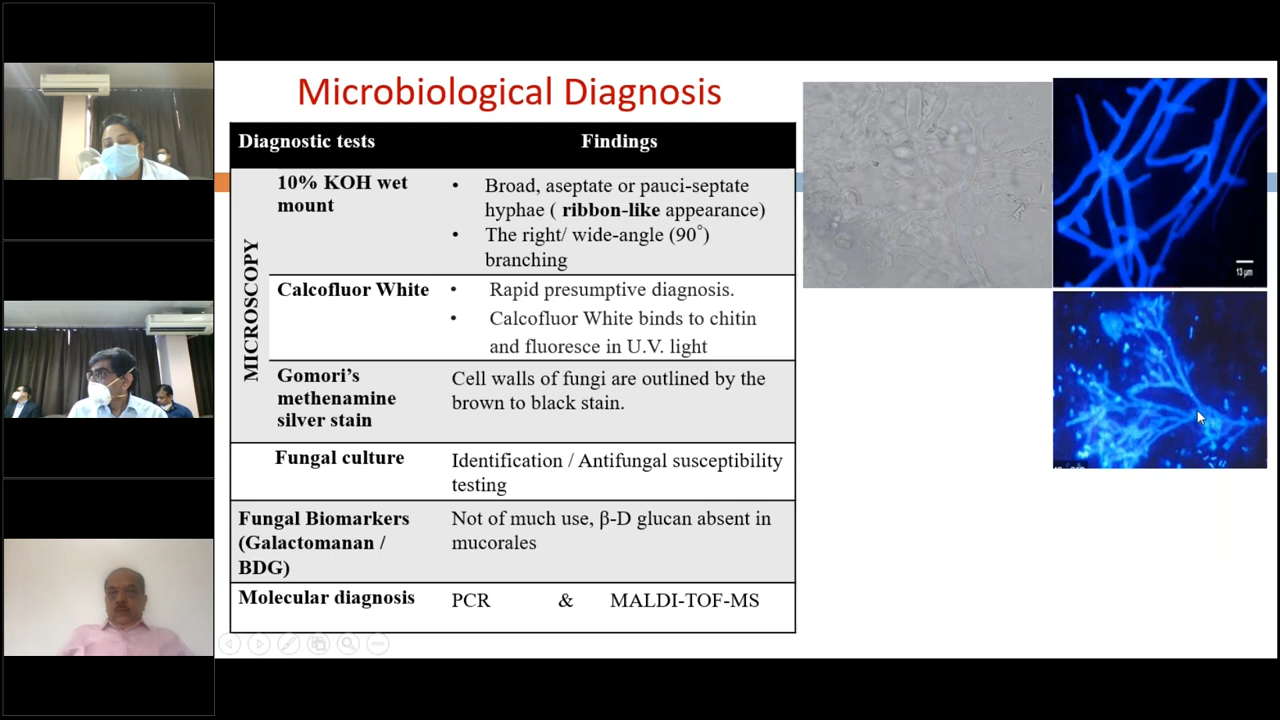 Microbiological Diagnosis
Diagnostic tests
Findings
MICROSCOPY
10% KOH wet
mount
• Broad, aseptate or pauci-septate
hyphae ( ribbon-like appearance)
• The right/ wide-angle (90°)
branching
Calcofluor White
• Rapid presumptive diagnosis.
• Calcofluor White binds to chitin
and fluoresce in U.V. light
Gomori’s
methenamine
silver stain
Cell walls of fungi are outlined by the
brown to black stain.
Fungal culture
Identification / Antifungal susceptibility
testing
Fungal Biomarkers
(Galactomanan /
BDG)
Not of much use, β-D glucan absent in
mucorales
Molecular diagnosis
PCR & MALDI-TOF-MS
13 µm